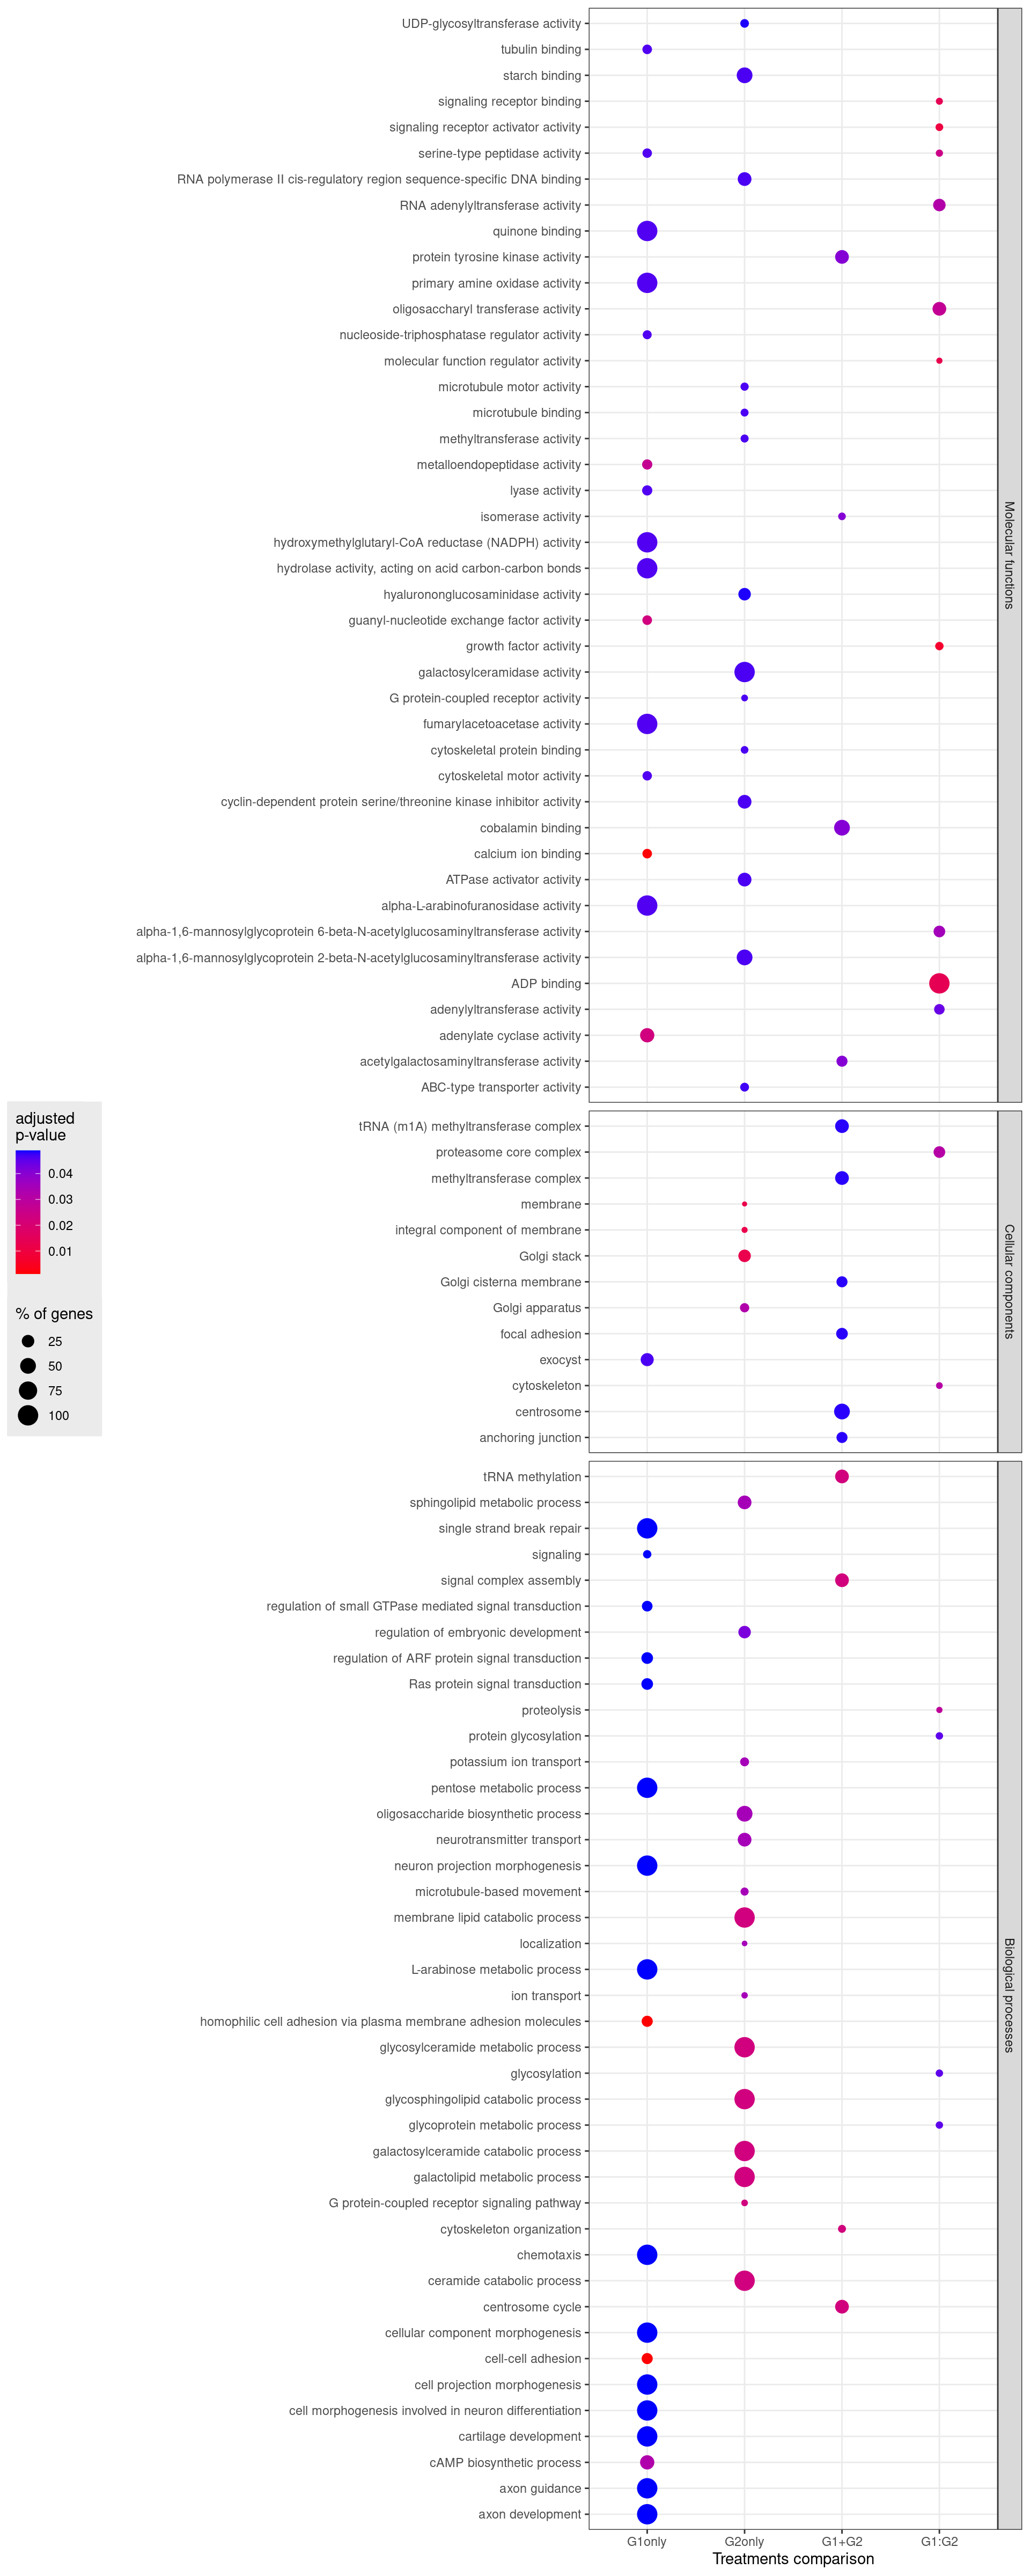 UDP-glycosyltransferase activity
tubulin binding
starch binding
signaling receptor binding
signaling receptor activator activity
serine-type peptidase activity
RNA polymerase II cis-regulatory region sequence-specific DNA binding
RNA adenylyltransferase activity
quinone binding
protein tyrosine kinase activity
primary amine oxidase activity
oligosaccharyl transferase activity
nucleoside-triphosphatase regulator activity
molecular function regulator activity
microtubule motor activity
microtubule binding
methyltransferase activity
metalloendopeptidase activity
lyase activity
isomerase activity
hydroxymethylglutaryl-CoA reductase (NADPH) activity
hydrolase activity, acting on acid carbon-carbon bonds
hyalurononglucosaminidase activity
guanyl-nucleotide exchange factor activity
growth factor activity
galactosylceramidase activity
G protein-coupled receptor activity
fumarylacetoacetase activity
cytoskeletal protein binding
cytoskeletal motor activity
cyclin-dependent protein serine/threonine kinase inhibitor activity
cobalamin binding
calcium ion binding
ATPase activator activity
alpha-L-arabinofuranosidase activity
alpha-1,6-mannosylglycoprotein 6-beta-N-acetylglucosaminyltransferase activity
alpha-1,6-mannosylglycoprotein 2-beta-N-acetylglucosaminyltransferase activity
ADP binding
adenylyltransferase activity
adenylate cyclase activity
acetylgalactosaminyltransferase activity
ABC-type transporter activity
Molecular functions
tRNA (m1A) methyltransferase complex
proteasome core complex
methyltransferase complex
membrane
integral component of membrane
Golgi stack
Golgi cisterna membrane
Golgi apparatus
focal adhesion
exocyst
cytoskeleton
centrosome
anchoring junction
Cellular components
adjusted
p-value
0.04
0.03
0.02
0.01
% of genes
25
50
75
100
tRNA methylation
sphingolipid metabolic process
single strand break repair
signaling
signal complex assembly
regulation of small GTPase mediated signal transduction
regulation of embryonic development
regulation of ARF protein signal transduction
Ras protein signal transduction
proteolysis
protein glycosylation
potassium ion transport
pentose metabolic process
oligosaccharide biosynthetic process
neurotransmitter transport
neuron projection morphogenesis
microtubule-based movement
membrane lipid catabolic process
localization
L-arabinose metabolic process
ion transport
homophilic cell adhesion via plasma membrane adhesion molecules
glycosylceramide metabolic process
glycosylation
glycosphingolipid catabolic process
glycoprotein metabolic process
galactosylceramide catabolic process
galactolipid metabolic process
G protein-coupled receptor signaling pathway
cytoskeleton organization
chemotaxis
ceramide catabolic process
centrosome cycle
cellular component morphogenesis
cell-cell adhesion
cell projection morphogenesis
cell morphogenesis involved in neuron differentiation
cartilage development
cAMP biosynthetic process
axon guidance
axon development
Biological processes
G1only G2only G1+G2 G1:G2
Treatments comparison